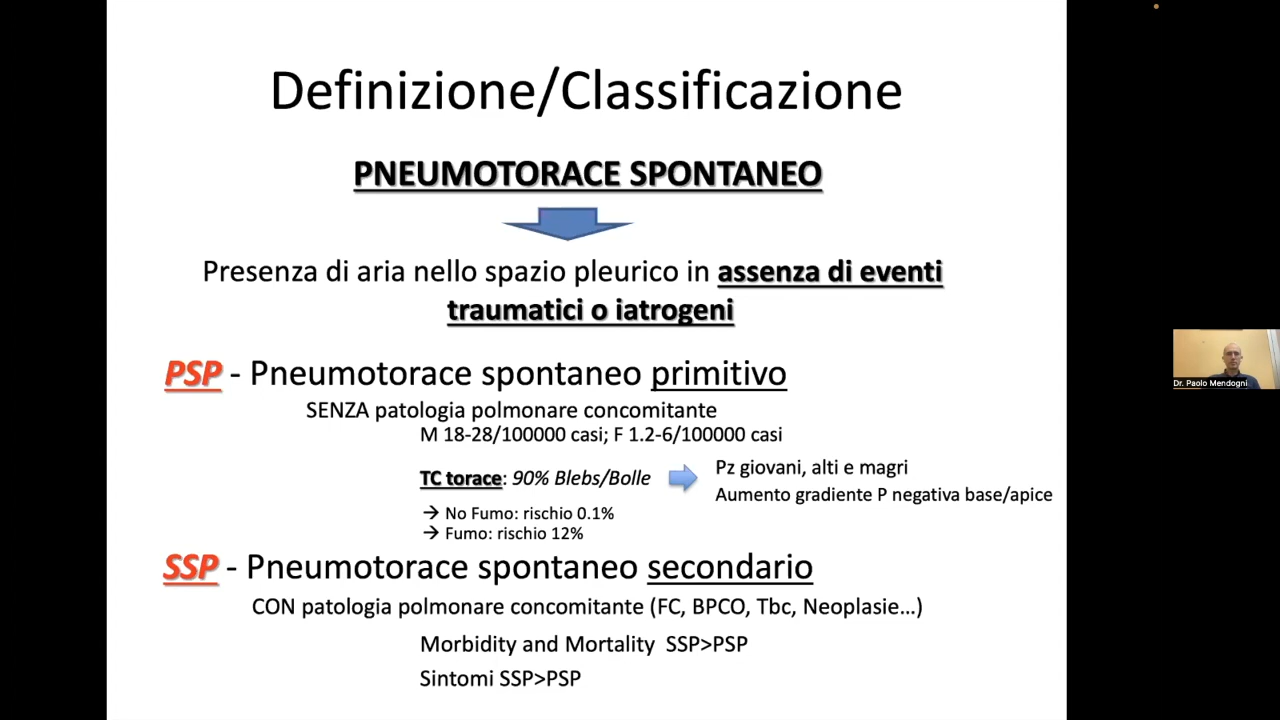 Definizione/Classificazione
PNEUMOTORACE SPONTANEO
Presenza di aria nello spazio pleurico in assenza di eventi
traumatici o iatrogeni
PSP - Pneumotorace spontaneo primitivo
SENZA patologia polmonare concomitante
M 18-28/100000 casi; F 1.2-6/100000 casi
TC torace: 90% Blebs/Bolle
Pz giovani, alti e magri
Aumento gradiente P negativa base/apice
→ No Fumo: rischio 0.1%
→ Fumo: rischio 12%
SSP - Pneumotorace spontaneo secondario
CON patologia polmonare concomitante (FC, BPCO, Tbc, Neoplasie...)
Morbidity and Mortality SSP>PSP
Sintomi SSP>PSP
Dr. Paolo Mendogni